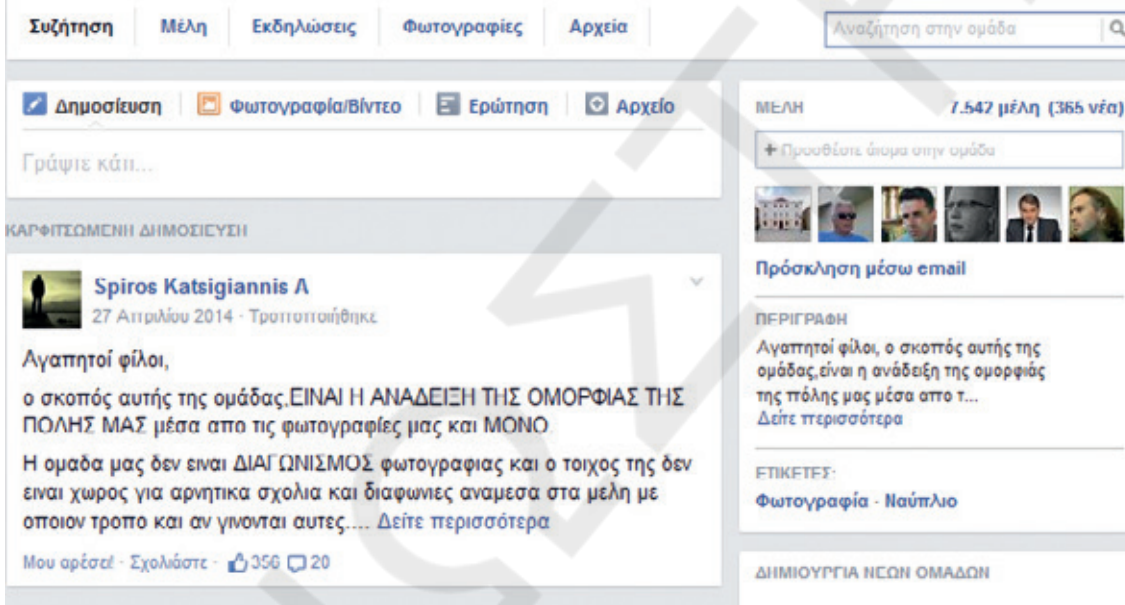 Συζήτηση Μέλη Εκδηλώσεις Φωτογραφίες Αρχεία
Αναζήτηση στην ομάδα
Δημοσίευση Φωτογραφία/Βίντεο Ερώτηση Αρχείο
Γράψτε κάτι...
ΚΑΡΦΙΤΣΩΜΕΝΗ ΔΗΜΟΣΙΕΥΣΗ
Spiros Katsigiannis Α
27 Απριλίου 2014 · Τροποποιήθηκε
Αγαπητοί φίλοι,
ο σκοπός αυτής της ομάδας,ΕΙΝΑΙ Η ΑΝΑΔΕΙΞΗ ΤΗΣ ΟΜΟΡΦΙΑΣ ΤΗΣ
ΠΟΛΗΣ ΜΑΣ μέσα απο τις φωτογραφίες μας και ΜΟΝΟ
Η ομαδα μας δεν ειναι ΔΙΑΓΩΝΙΣΜΟΣ φωτογραφιας και ο τοιχος της δεν
ειναι χωρος για αρνητικα σχολια και διαφωνιες αναμεσα στα μελη με
οποιον τροπο και αν γινονται αυτες.... Δείτε περισσότερα
Μου αρέσει! · Σχολιάστε · 356 20
ΜΕΛΗ 7.542 μέλη (365 νέα)
+ Προσθέστε άτομα στην ομάδα
Πρόσκληση μέσω email
ΠΕΡΙΓΡΑΦΗ
Αγαπητοί φίλοι, ο σκοπός αυτής της
ομάδας,είναι η ανάδειξη της ομορφιάς
της πόλης μας μέσα απο τ...
Δείτε περισσότερα
ΕΤΙΚΕΤΕΣ:
Φωτογραφία · Ναύπλιο
ΔΗΜΙΟΥΡΓΙΑ ΝΕΩΝ ΟΜΑΔΩΝ